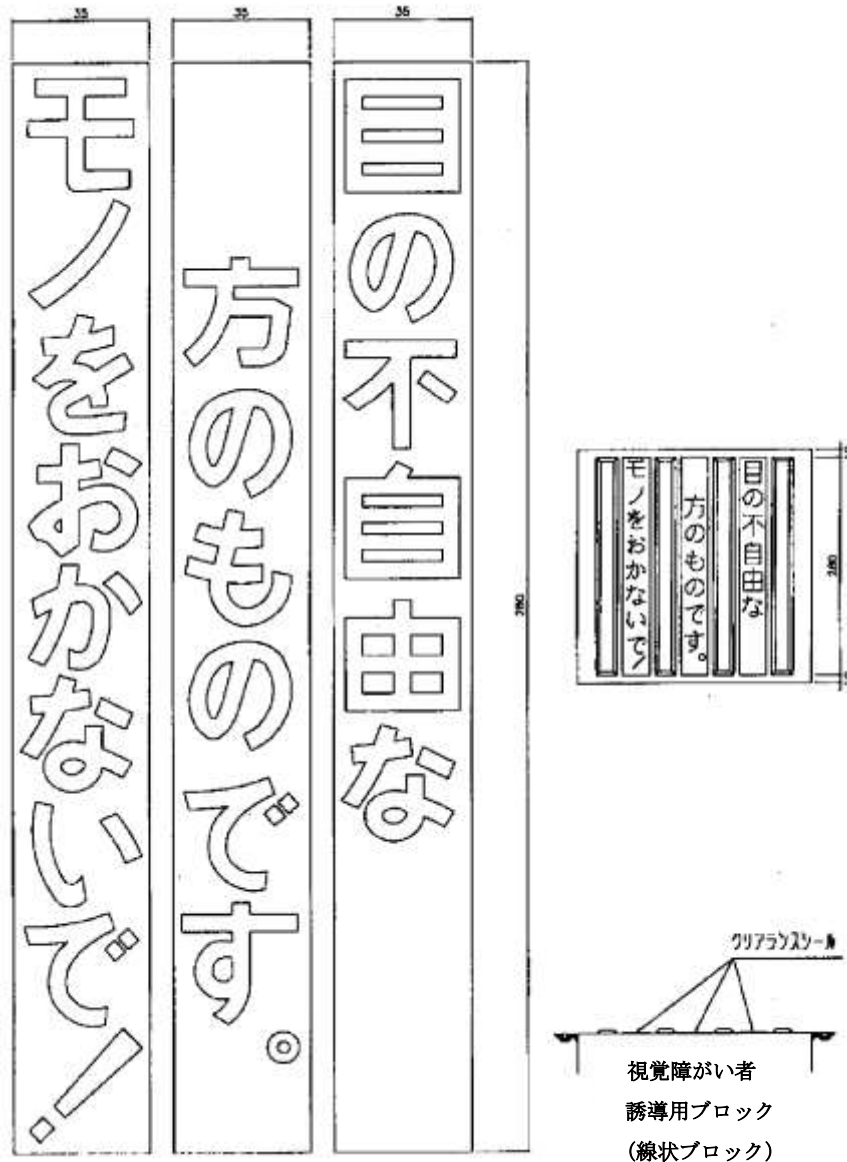 35
35
35
目の不自由な
方のものです。
モノをおかないで!
280
目の不自由な
方のものです。
モノをおかないで!
280
クリアランスシール
視覚障がい者
誘導用ブロック
(線状ブロック)